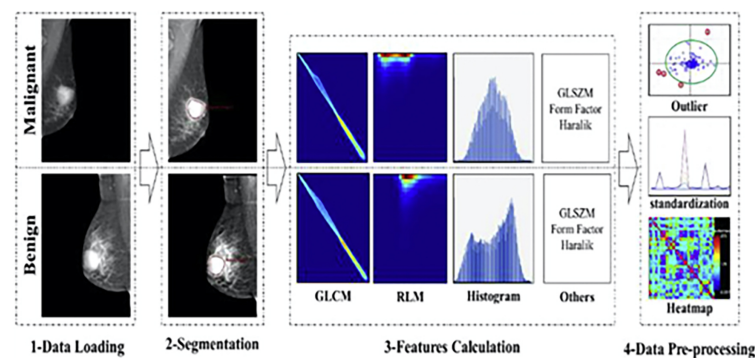 Malignant
Benign
GLSZM
Form Factor
Haralik
GLSZM
Form Factor
Haralik
GLCM
RLM
Histogram
Others
Outlier
standardization
Heatmap
1-Data Loading
2-Segmentation
3-Features Calculation
4-Data Pre-processing